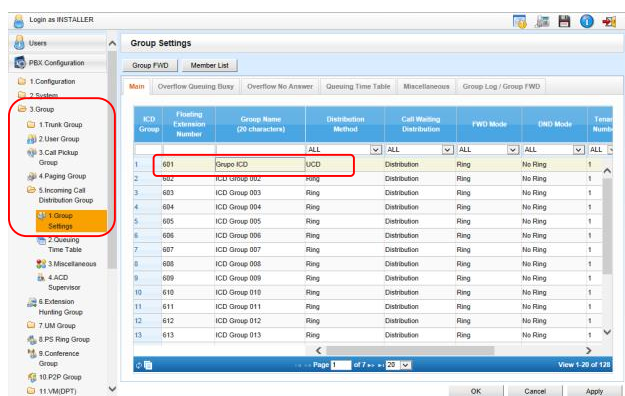 Login as INSTALLER
Users
PBX Configuration
1.Configuration
2.System
3.Group
1.Trunk Group
2.User Group
3.Call Pickup
Group
4.Paging Group
5.Incoming Call
Distribution Group
1.Group
Settings
2.Queuing
Time Table
3.Miscellaneous
4.ACD
Supervisor
6.Extension
Hunting Group
7.UM Group
8.PS Ring Group
9.Conference
Group
10.P2P Group
11.VM(DPT)
Group Settings
Group FWD Member List
Main Overflow Queuing Busy Overflow No Answer Queuing Time Table Miscellaneous Group Log / Group FWD
ICD Group Floating Extension Number Group Name (20 characters) Distribution Method Call Waiting Distribution FWD Mode DND Mode
ALL ALL ALL ALL ALL
1 601 Grupo ICD UCD Distribution Ring No Ring 1
2 602 ICD Group 002 Ring Distribution Ring No Ring 1
3 603 ICD Group 003 Ring Distribution Ring No Ring 1
4 604 ICD Group 004 Ring Distribution Ring No Ring 1
5 605 ICD Group 005 Ring Distribution Ring No Ring 1
6 606 ICD Group 006 Ring Distribution Ring No Ring 1
7 607 ICD Group 007 Ring Distribution Ring No Ring 1
8 608 ICD Group 008 Ring Distribution Ring No Ring 1
9 609 ICD Group 009 Ring Distribution Ring No Ring 1
10 610 ICD Group 010 Ring Distribution Ring No Ring 1
11 611 ICD Group 011 Ring Distribution Ring No Ring 1
12 612 ICD Group 012 Ring Distribution Ring No Ring 1
13 613 ICD Group 013 Ring Distribution Ring No Ring 1
Page 1 of 7 20 View 1-20 of 128
OK Cancel Apply